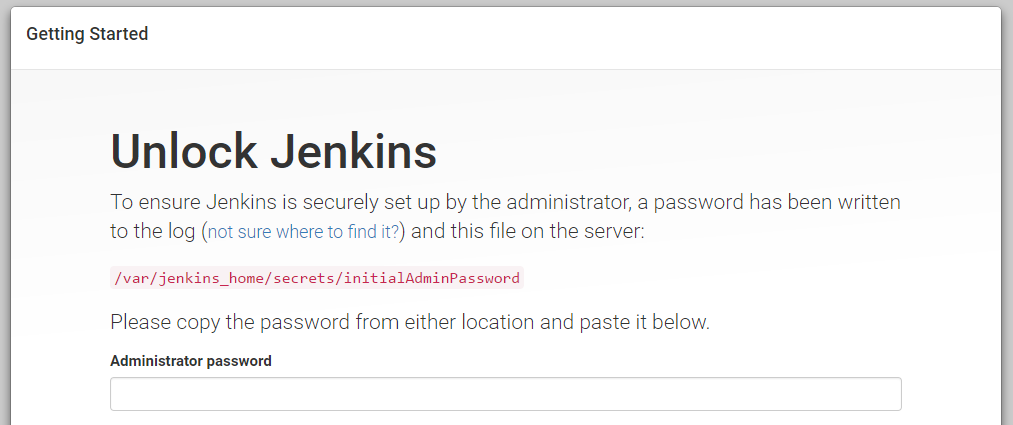 Getting Started
Unlock Jenkins
To ensure Jenkins is securely set up by the administrator, a password has been written
to the log (not sure where to find it?) and this file on the server:
/var/jenkins_home/secrets/initialAdminPassword
Please copy the password from either location and paste it below.
Administrator password